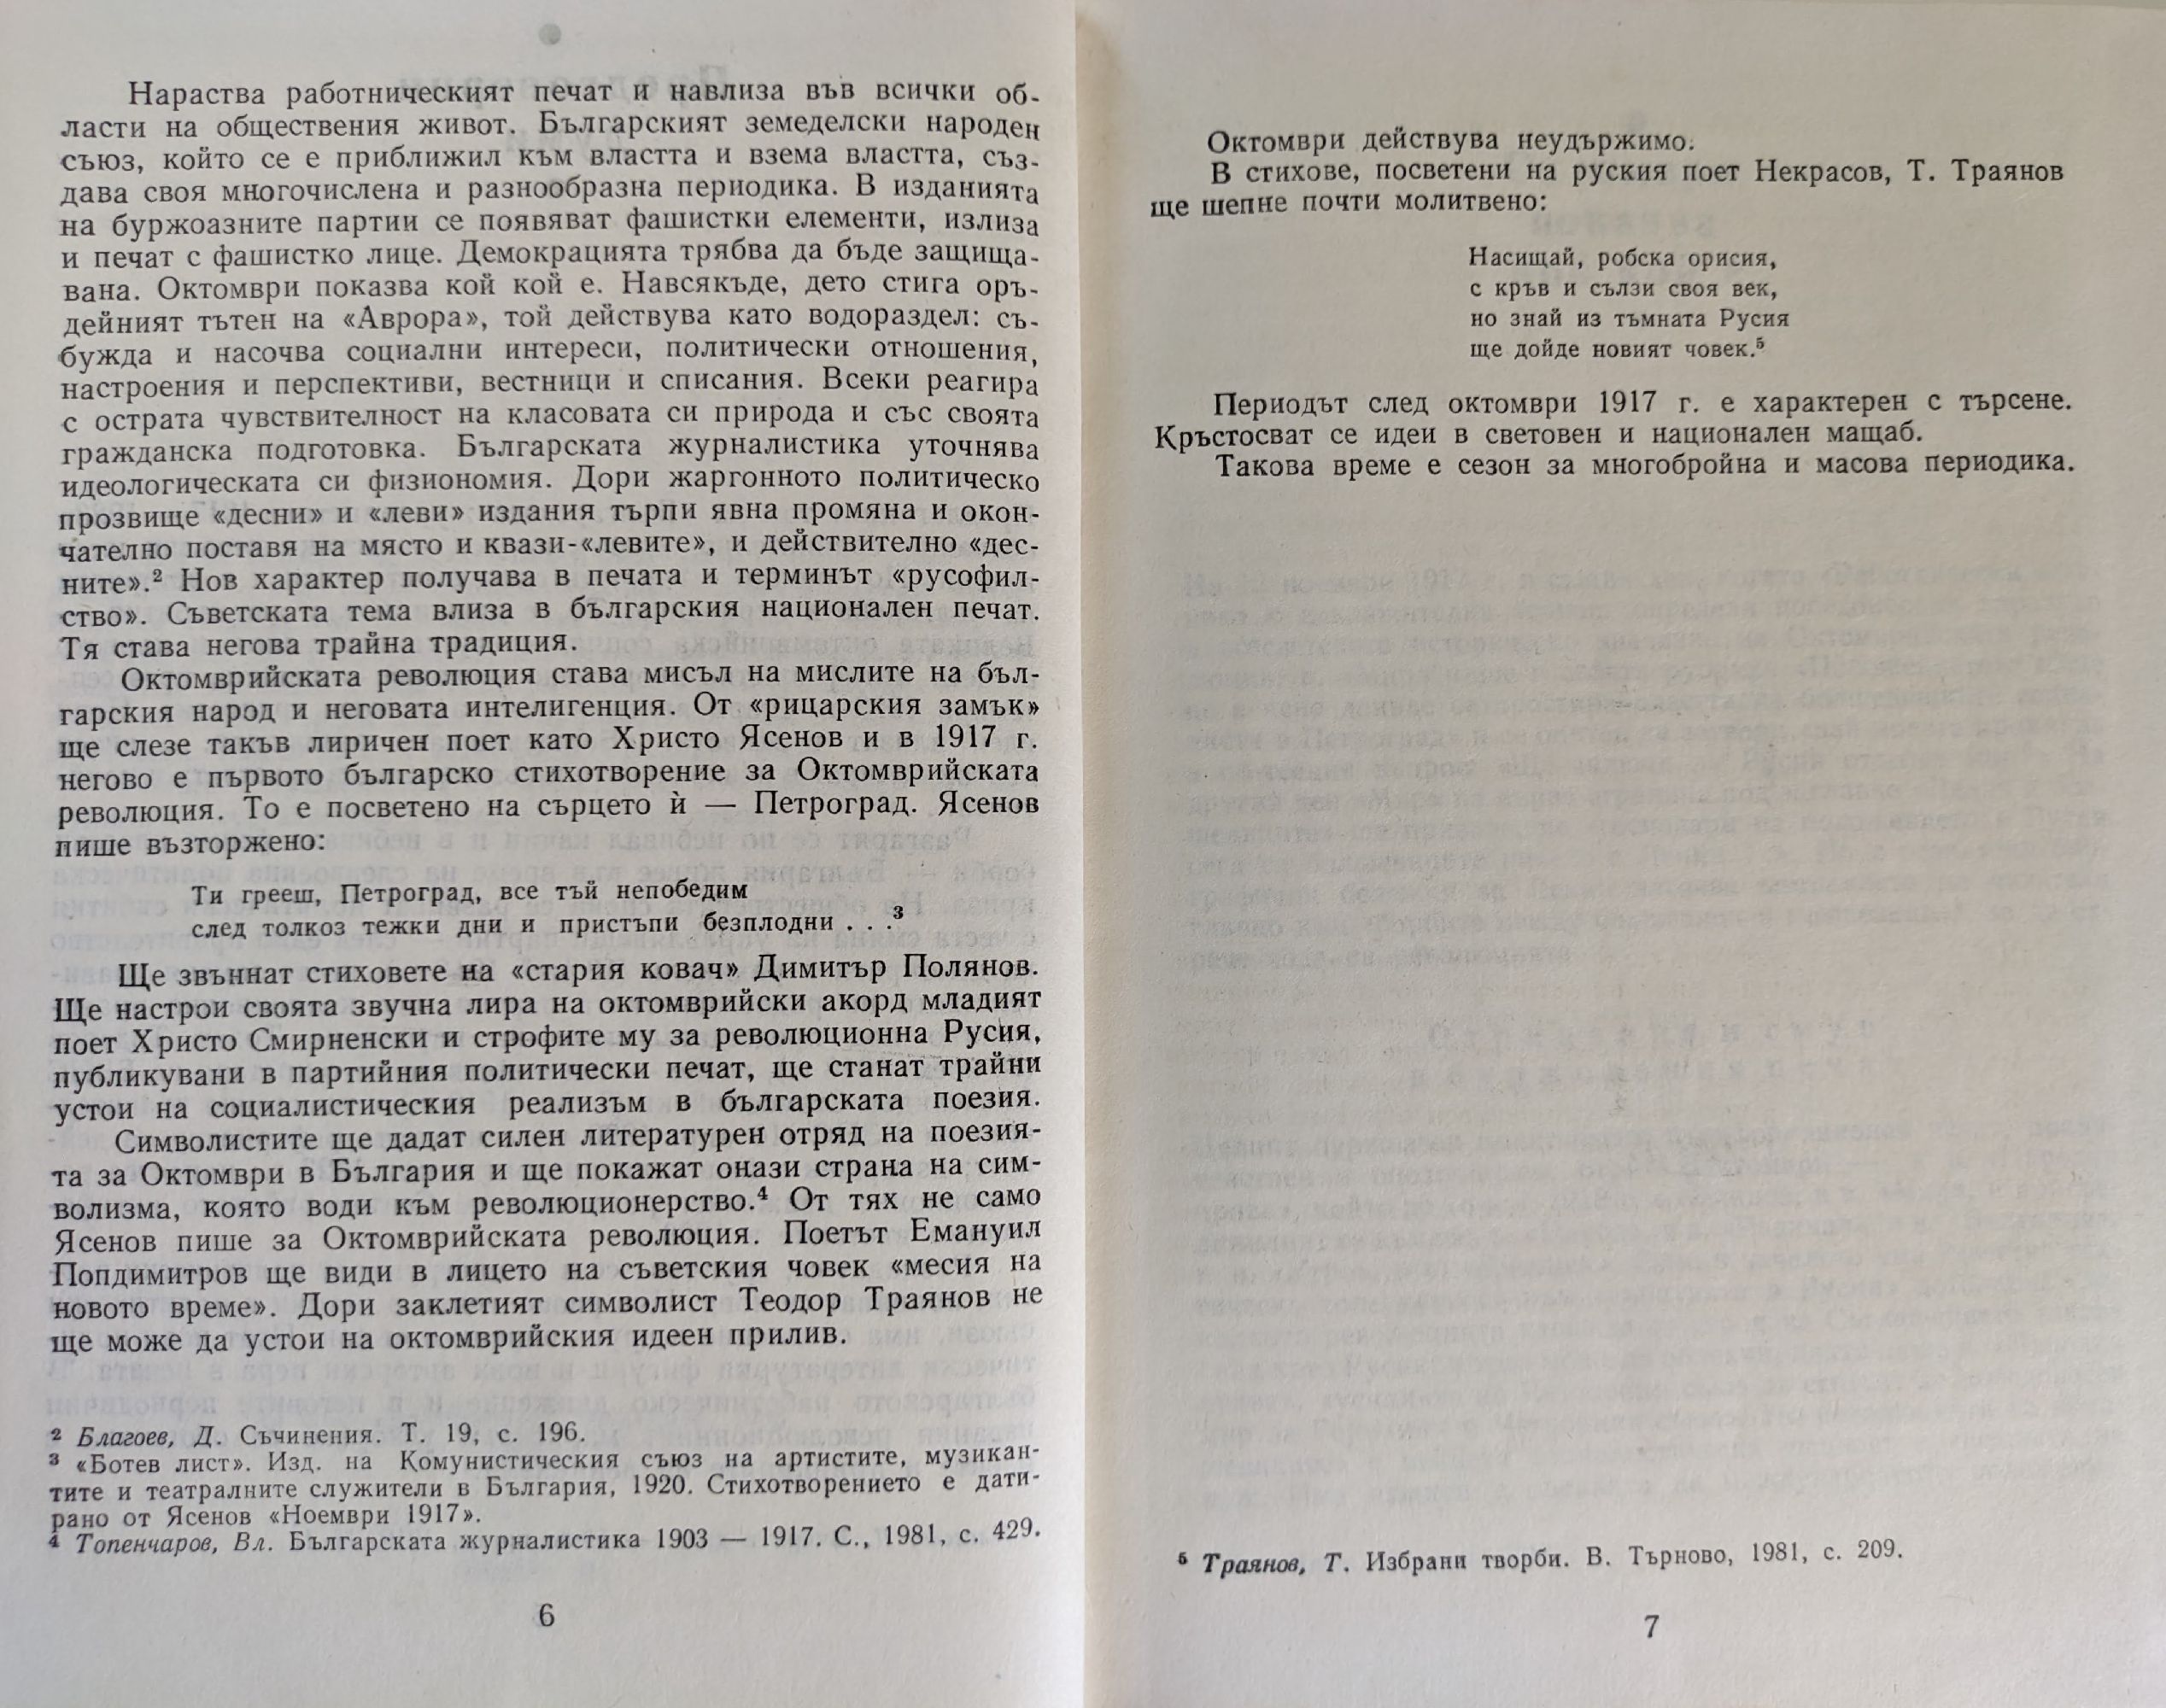 Нараства работническият печат и навлиза във всички об-
ласти на обществения живот. Българският земеделски народен
съюз, който се е приближил към властта и взема властта, съз-
дава своя многочислена и разнообразна периодика. В изданията
на буржоазните партии се появяват фашистки елементи, излиза
и печат с фашистко лице. Демокрацията трябва да бъде защища-
вана. Октомври показва кой кой е. Навсякъде, дето стига оръ-
дейният тътен на «Аврора», той действува като водораздел: съ-
бужда и насочва социални интереси, политически отношения,
настроения и перспективи, вестници и списания. Всеки реагира
с острата чувствителност на класовата си природа и със своята
гражданска подготовка. Българската журналистика уточнява
идеологическата си физиономия. Дори жаргонното политическо
прозвище «десни» и «леви» издания търпи явна промяна и окон-
чателно поставя на място и квази-«левите», и действително «дес-
ните».² Нов характер получава в печата и терминът «русофил-
ство». Съветската тема влиза в българския национален печат.
Тя става негова трайна традиция.
Октомврийската революция става мисъл на мислите на бъл-
гарския народ и неговата интелигенция. От «рицарския замък»
ще слезе такъв лиричен поет като Христо Ясенов и в 1917 г.
негово е първото българско стихотворение за Октомврийската
революция. То е посветено на сърцето ѝ — Петроград. Ясенов
пише възторжено:
Ти грееш, Петроград, все тъй непобедим
след толкоз тежки дни и пристъпи безплодни . . .³
Ще звъннат стиховете на «стария ковач» Димитър Полянов.
Ще настрои своята звучна лира на октомврийски акорд младият
поет Христо Смирненски и строфите му за революционна Русия,
публикувани в партийния политически печат, ще станат трайни
устои на социалистическия реализъм в българската поезия.
Символистите ще дадат силен литературен отряд на поезия-
та за Октомври в България и ще покажат онази страна на сим-
волизма, която води към революционерство.⁴ От тях не само
Ясенов пише за Октомврийската революция. Поетът Емануил
Попдимитров ще види в лицето на съветския човек «месия на
новото време». Дори заклетият символист Теодор Траянов не
ще може да устои на октомврийския идеен прилив.
² Благоев, Д. Съчинения. Т. 19, с. 196.
³ «Ботев лист». Изд. на Комунистическия съюз на артистите, музикан-
тите и театралните служители в България, 1920. Стихотворението е дати-
рано от Ясенов «Ноември 1917».
⁴ Топенчаров, Вл. Българската журналистика 1903 — 1917. С., 1981, с. 429.
6
Октомври действува неудържимо.
В стихове, посветени на руския поет Некрасов, Т. Траянов
ще шепне почти молитвено:
Насищай, робска орисия,
с кръв и сълзи своя век,
но знай из тъмната Русия
ще дойде новият човек.⁵
Периодът след октомври 1917 г. е характерен с търсене.
Кръстосват се идеи в световен и национален мащаб.
Такова време е сезон за многобройна и масова периодика.
⁵ Траянов, Т. Избрани творби. В. Търново, 1981, с. 209.
7